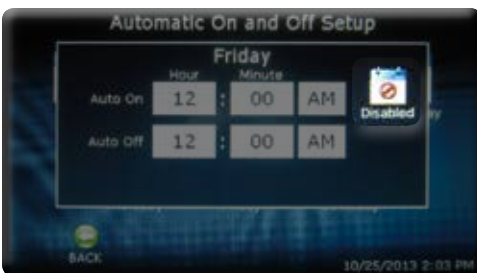 Automatic On and Off Setup
Friday
Hour Minute
Auto On 12 : 00 AM
Disabled
Auto Off 12 : 00 AM
BACK
10/25/2013 2:03 PM